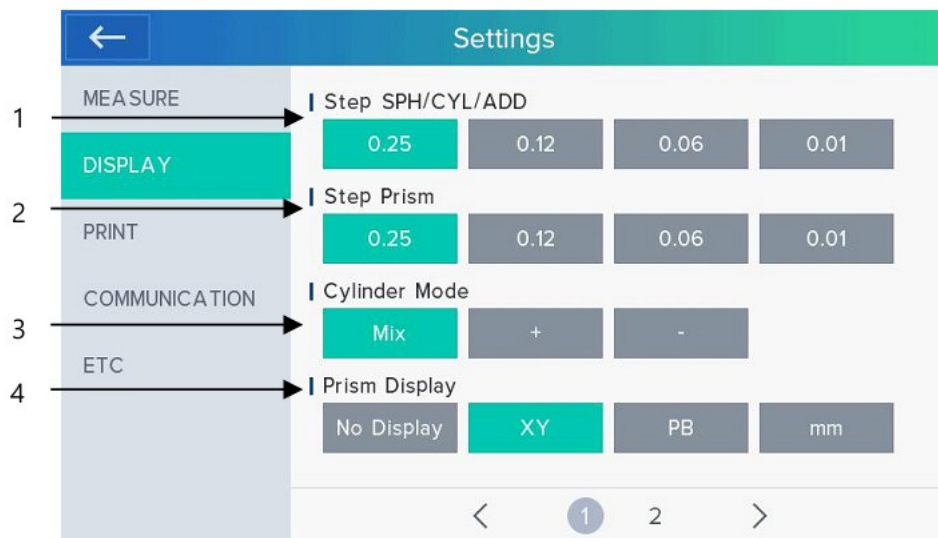 Settings
MEASURE
DISPLAY
PRINT
COMMUNICATION
ETC
1
2
3
4
Step SPH/CYL/ADD
0.25 0.12 0.06 0.01
Step Prism
0.25 0.12 0.06 0.01
Cylinder Mode
Mix + -
Prism Display
No Display XY PB mm
< 1 2 >